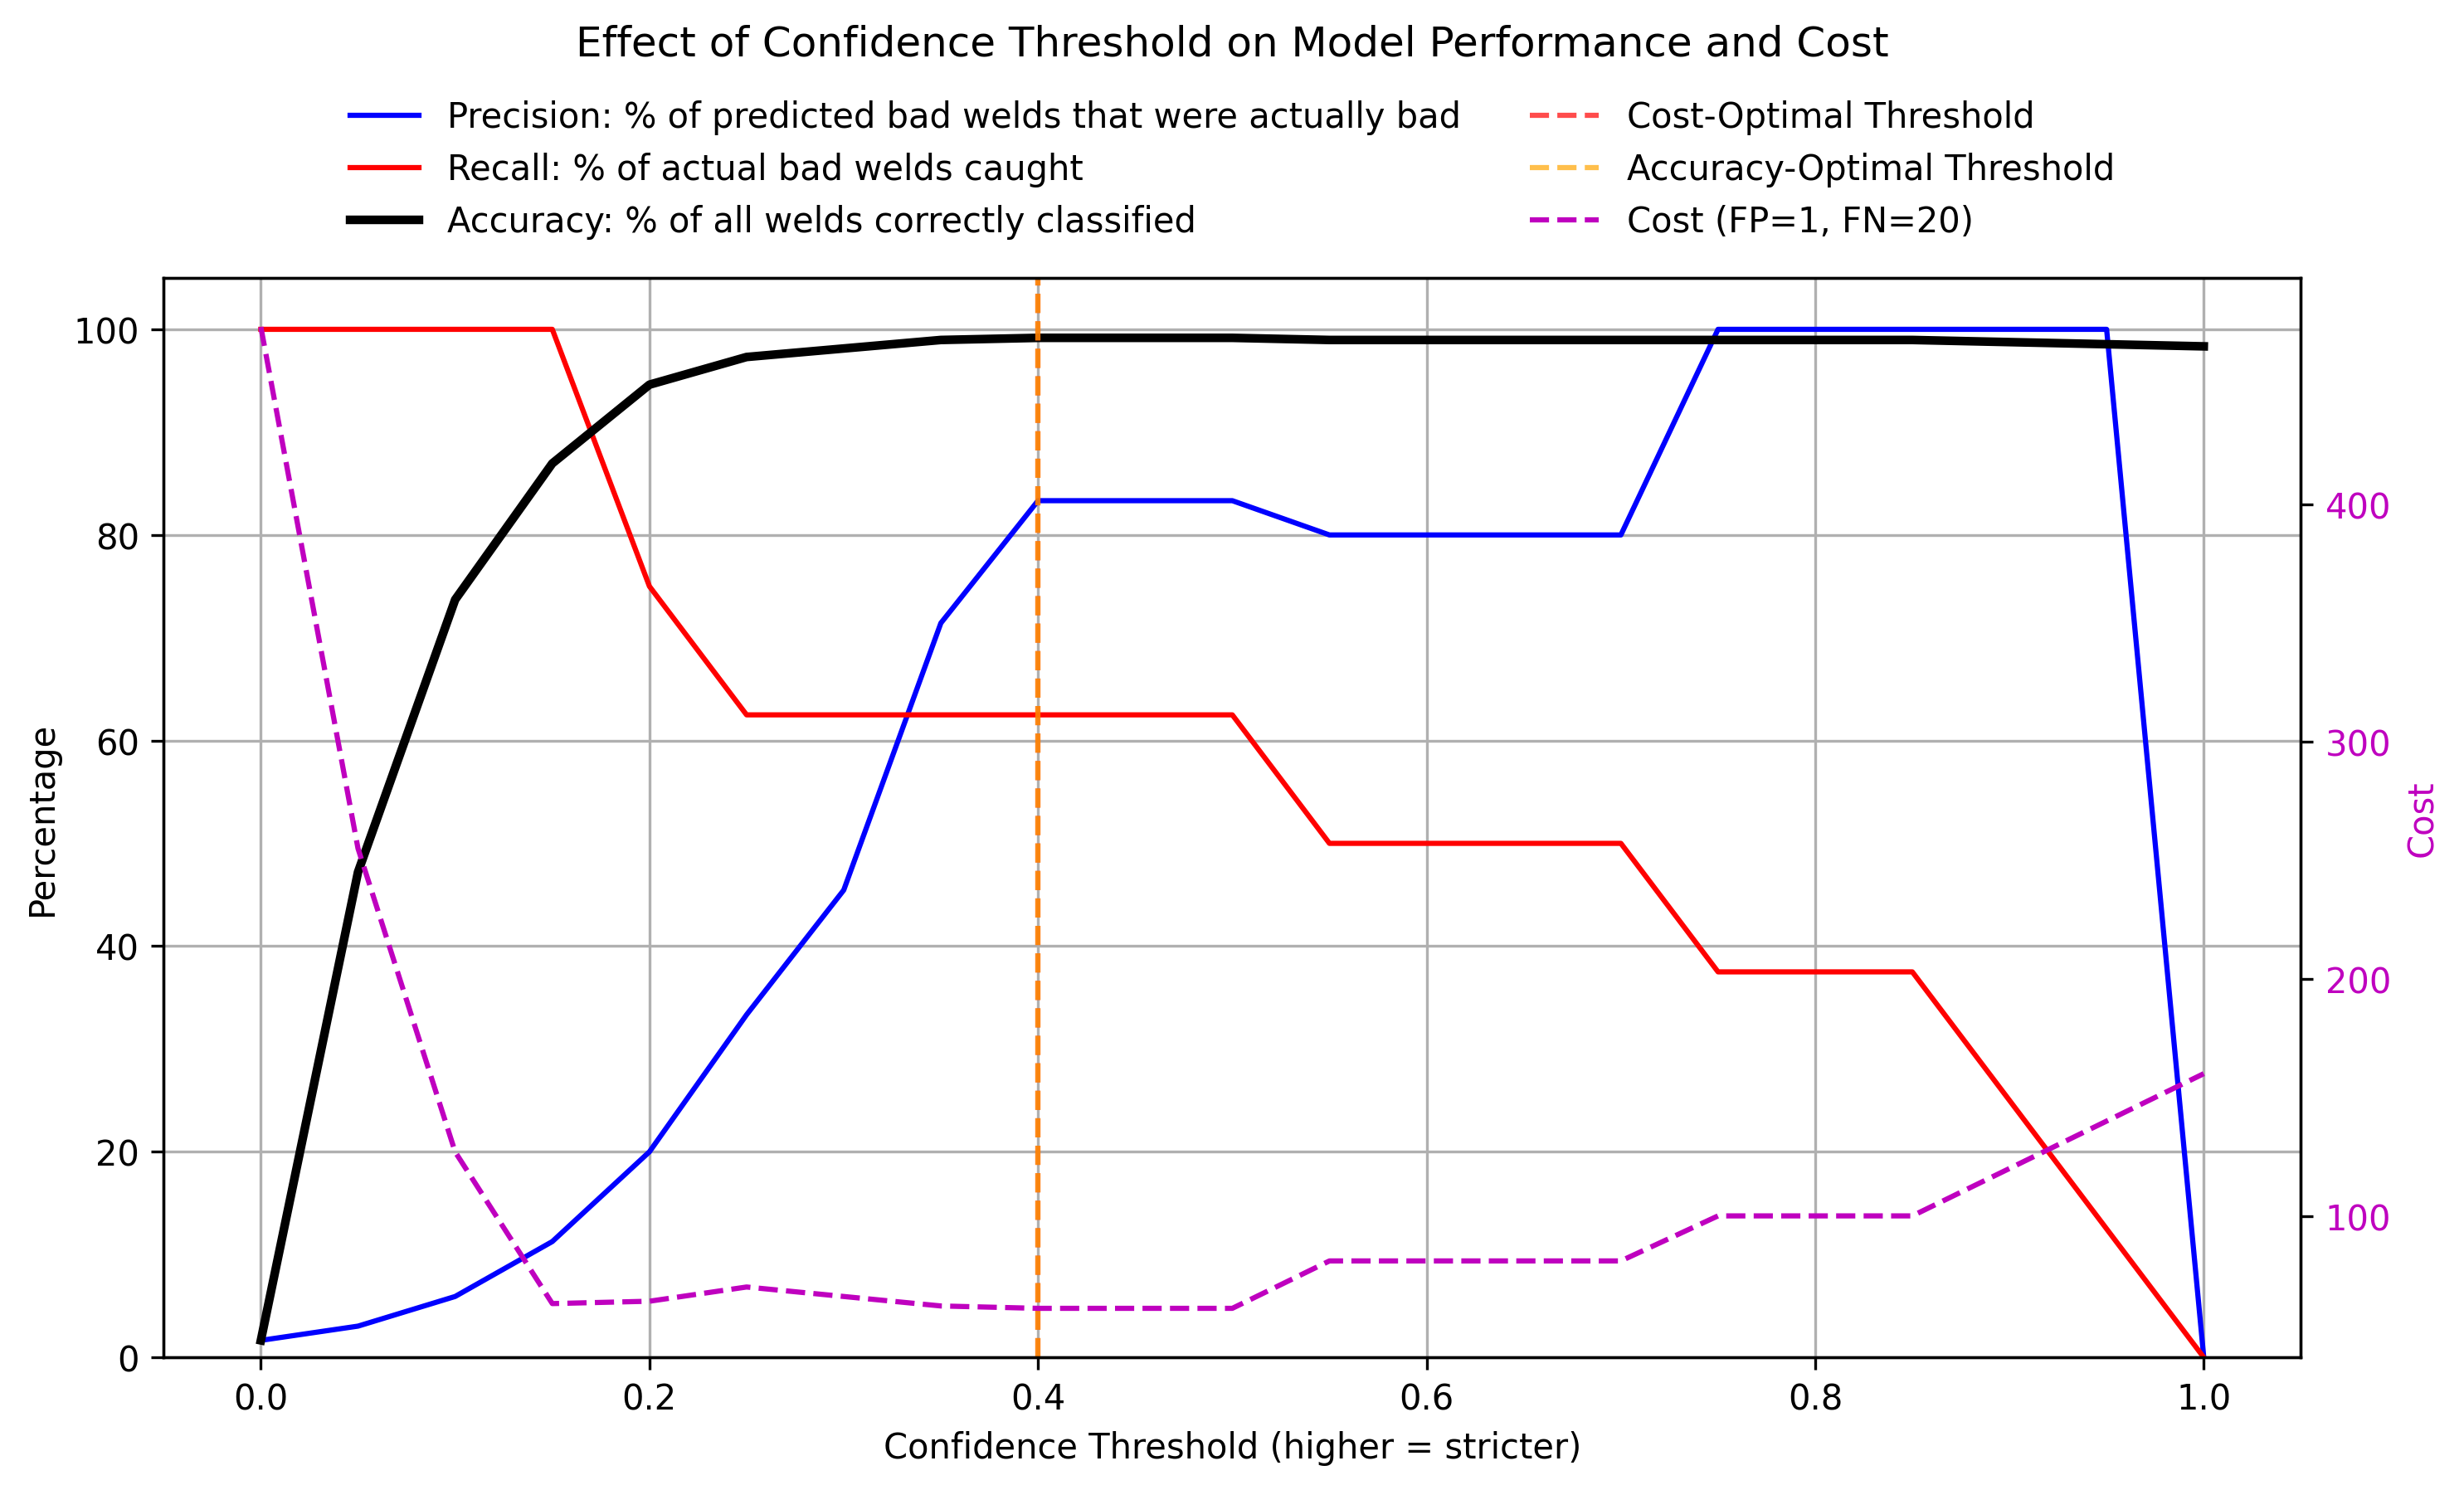 Effect of Confidence Threshold on Model Performance and Cost
Precision: % of predicted bad welds that were actually bad
Recall: % of actual bad welds caught
Accuracy: % of all welds correctly classified
Cost-Optimal Threshold
Accuracy-Optimal Threshold
Cost (FP=1, FN=20)
Percentage
100
80
60
40
20
0
400
300
200
100
Cost
0.0 0.2 0.4 0.6 0.8 1.0
Confidence Threshold (higher = stricter)